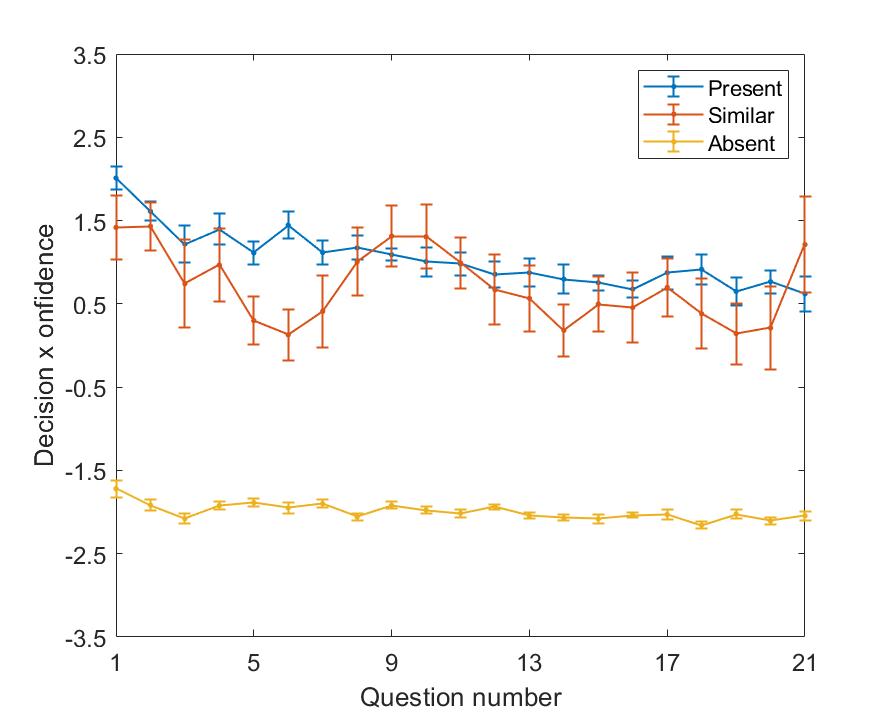 3.5
2.5
1.5
0.5
-0.5
-1.5
-2.5
-3.5
Decision x onfidence
Present
Similar
Absent
1 5 9 13 17 21
Question number